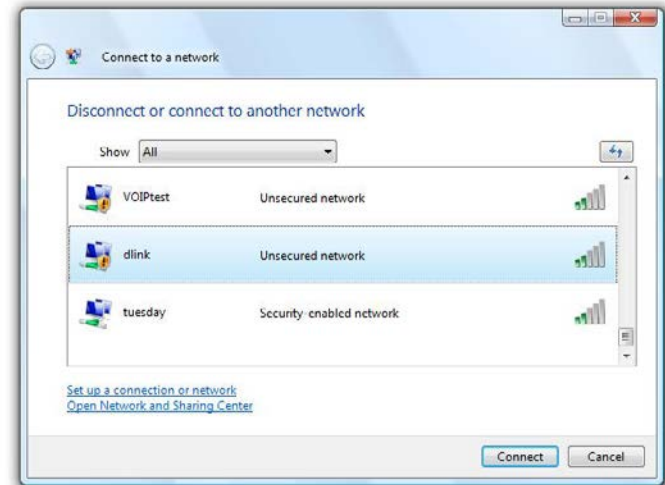 Connect to a network
Disconnect or connect to another network
Show All
VOIPtest Unsecured network
dlink Unsecured network
tuesday Security-enabled network
Set up a connection or network
Open Network and Sharing Center
Connect Cancel